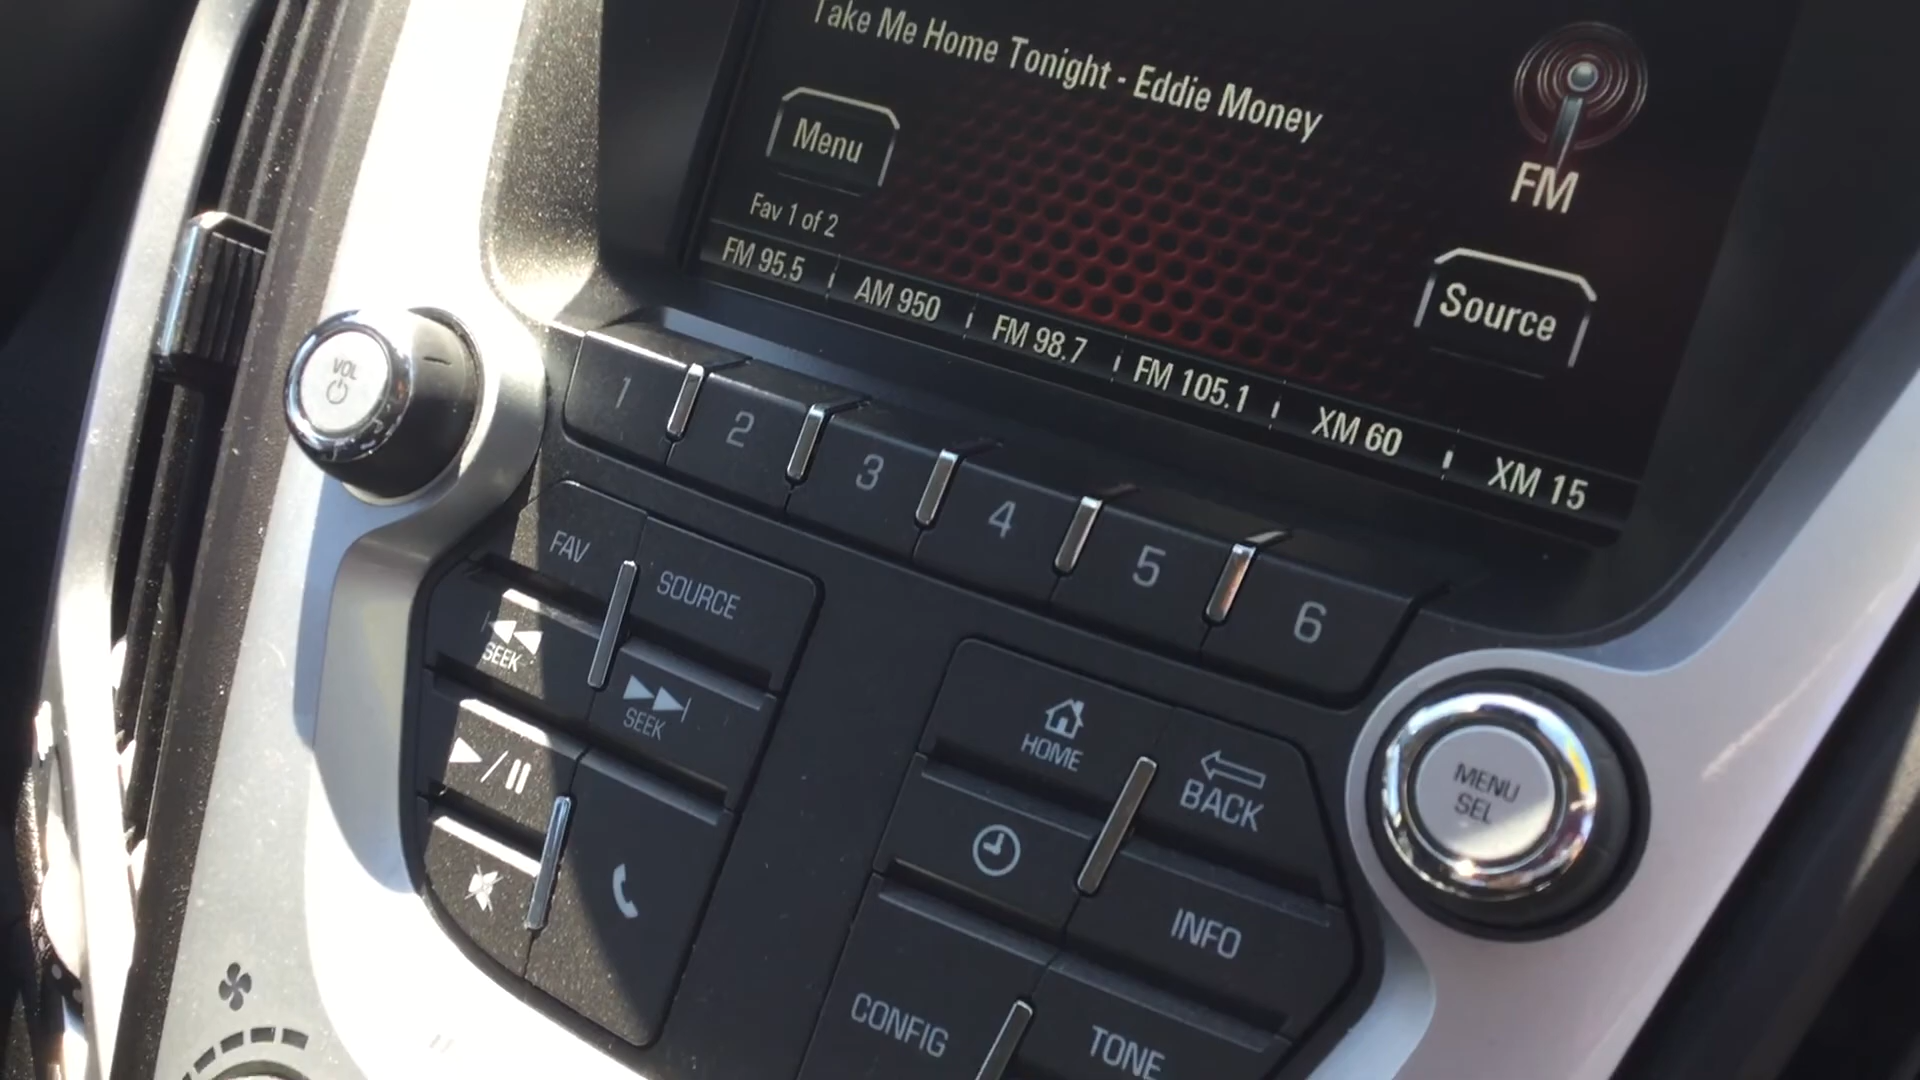 Take Me Home Tonight - Eddie Money
FM
Menu
Fav 1 of 2
Source
FM 95.5
AM 950
FM 98.7
FM 105.1
XM 60
XM 15
VOL
1
2
3
4
5
6
FAV
SOURCE
SEEK
SEEK
HOME
BACK
MENU
SEL
INFO
CONFIG
TONE